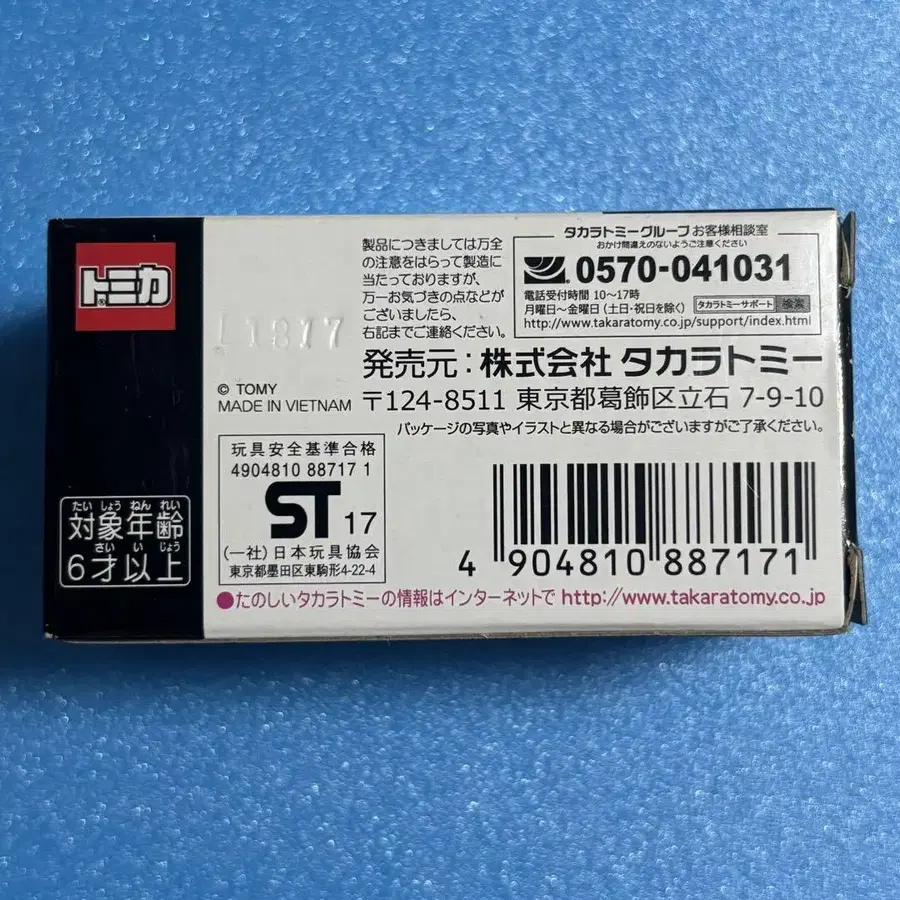 トミカ
®
L1817
製品につきましては万全
の注意をはらって製造に
当たっておりますが、
万一お気づきの点などが
ございましたら、
右記までご連絡ください。
タカラトミーグループ お客様相談室
おかけ間違えのないようご注意ください
0570-041031
電話受付時間 10〜17時
月曜日〜金曜日 (土・日・祝日を除く)
タカラトミーサポート 検索
http://www.takaratomy.co.jp/support/index.html
発売元:株式会社 タカラトミー
© TOMY
MADE IN VIETNAM
〒124-8511 東京都葛飾区立石 7-9-10
パッケージの写真やイラストと異なる場合がございますがご了承ください。
玩具安全基準合格
4904810 88717 1
ST 17
(一社)日本玩具協会
東京都墨田区東駒形4-22-4
たい しょう ねん れい
対象年齢
さい い じょう
6才以上
4 904810 887171
●たのしいタカラトミーの情報はインターネットで http://www.takaratomy.co.jp